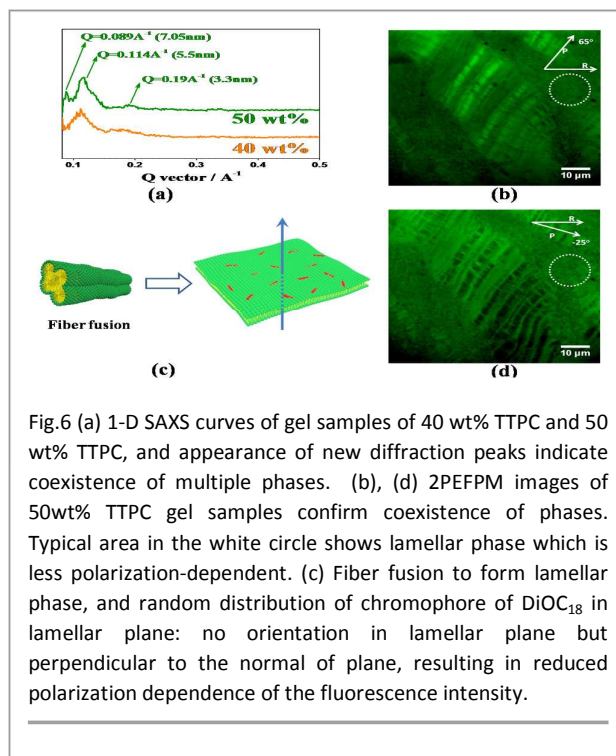 Q=0.089A⁻¹ (7.05nm)
Q=0.114A⁻¹ (5.5nm)
Q=0.19A⁻¹ (3.3nm)
50 wt%
40 wt%
0.1 0.2 0.3 0.4 0.5
Q vector / A⁻¹
(a)
65°
P
R
10 µm
(b)
Fiber fusion
(c)
R
P
-25°
10 µm
(d)
Fig.6 (a) 1-D SAXS curves of gel samples of 40 wt% TTPC and 50
wt% TTPC, and appearance of new diffraction peaks indicate
coexistence of multiple phases. (b), (d) 2PEFPM images of
50wt% TTPC gel samples confirm coexistence of phases.
Typical area in the white circle shows lamellar phase which is
less polarization-dependent. (c) Fiber fusion to form lamellar
phase, and random distribution of chromophore of DiOC₁₈ in
lamellar plane: no orientation in lamellar plane but
perpendicular to the normal of plane, resulting in reduced
polarization dependence of the fluorescence intensity.